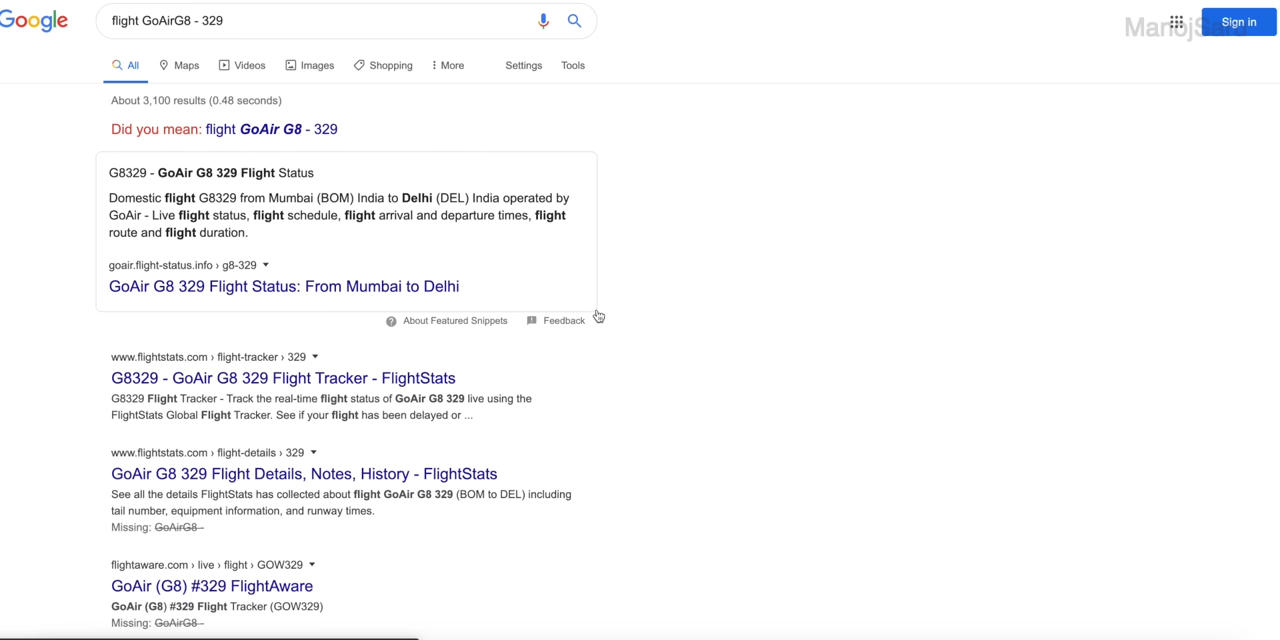 Google
flight GoAirG8 - 329
Sign in
All Maps Videos Images Shopping More Settings Tools
About 3,100 results (0.48 seconds)
Did you mean: flight GoAir G8 - 329
G8329 - GoAir G8 329 Flight Status
Domestic flight G8329 from Mumbai (BOM) India to Delhi (DEL) India operated by
GoAir - Live flight status, flight schedule, flight arrival and departure times, flight
route and flight duration.
goair.flight-status.info › g8-329
GoAir G8 329 Flight Status: From Mumbai to Delhi
About Featured Snippets Feedback
www.flightstats.com › flight-tracker › 329
G8329 - GoAir G8 329 Flight Tracker - FlightStats
G8329 Flight Tracker - Track the real-time flight status of GoAir G8 329 live using the
FlightStats Global Flight Tracker. See if your flight has been delayed or ...
www.flightstats.com › flight-details › 329
GoAir G8 329 Flight Details, Notes, History - FlightStats
See all the details FlightStats has collected about flight GoAir G8 329 (BOM to DEL) including
tail number, equipment information, and runway times.
Missing: GoAirG8 -
flightaware.com › live › flight › GOW329
GoAir (G8) #329 FlightAware
GoAir (G8) #329 Flight Tracker (GOW329)
Missing: GoAirG8 -